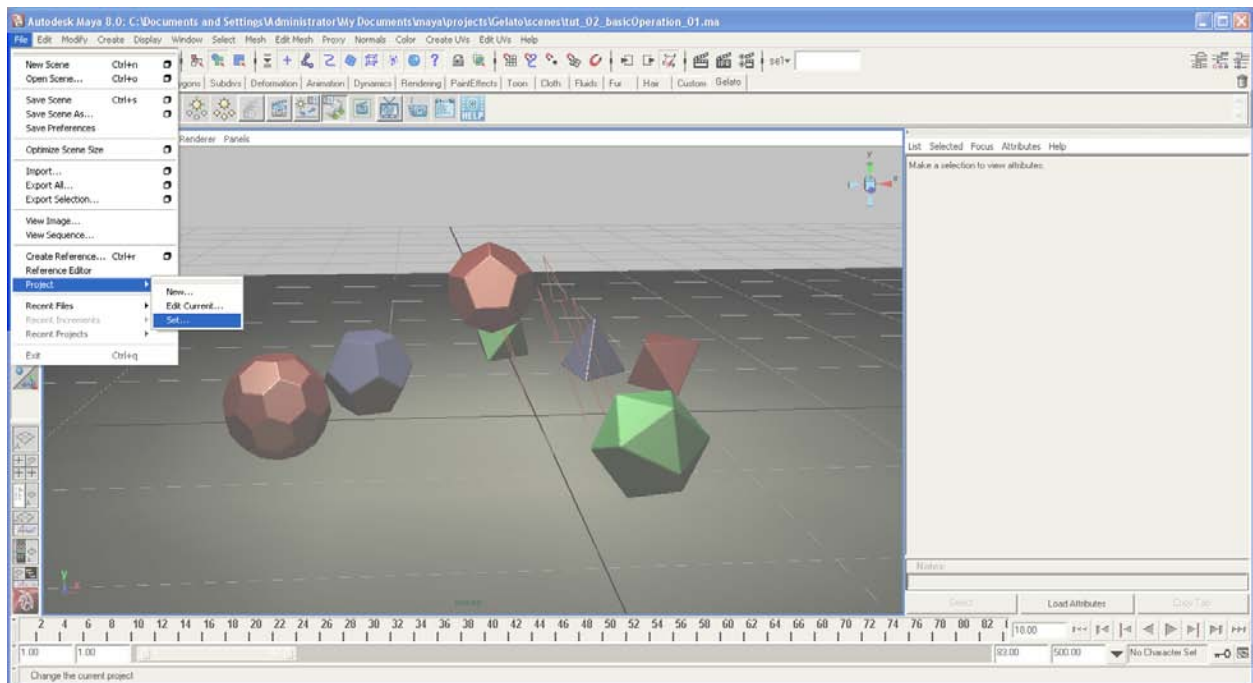 Autodesk Maya 8.0: C:\Documents and Settings\Administrator\My Documents\maya\projects\Gelato\scenes\tut_02_basicOperation_01.ma
File Edit Modify Create Display Window Select Mesh Edit Mesh Proxy Normals Color Create UVs Edit UVs Help
sel*
ygons Subdivs Deformation Animation Dynamics Rendering PaintEffects Toon Cloth Fluids Fur Hair Custom Gelato
HELP
New Scene Ctrl+n
Open Scene... Ctrl+o
Save Scene Ctrl+s
Save Scene As...
Save Preferences
Optimize Scene Size
Import...
Export All...
Export Selection...
View Image...
View Sequence...
Create Reference... Ctrl+r
Reference Editor
Project
Recent Files
Recent Increments
Recent Projects
Exit Ctrl+q
New...
Edit Current...
Set...
Renderer Panels
y
x
y
x
List Selected Focus Attributes Help
Make a selection to view attributes.
Notes:
Select Load Attributes Copy Tab
2 4 6 8 10 12 14 16 18 20 22 24 26 28 30 32 34 36 38 40 42 44 46 48 50 52 54 56 58 60 62 64 66 68 70 72 74 76 78 80 82
18.00
1.00 1.00 83.00 500.00 No Character Set
Change the current project